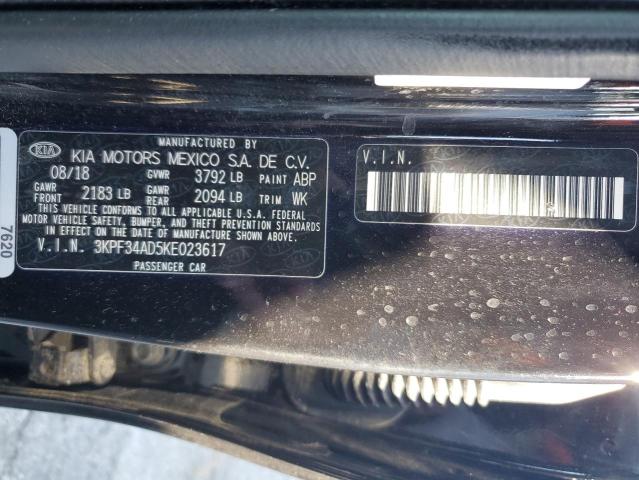 MANUFACTURED BY
KIA KIA MOTORS MEXICO S.A. DE C.V.
08/18 GVWR 3792 LB PAINT ABP
GAWR FRONT 2183 LB GAWR REAR 2094 LB TRIM WK
THIS VEHICLE CONFORMS TO ALL APPLICABLE U.S.A. FEDERAL
MOTOR VEHICLE SAFETY, BUMPER, AND THEFT PREVENTION STANDARDS
IN EFFECT ON THE DATE OF MANUFACTURE SHOWN ABOVE.
V.I.N. 3KPF34AD5KE023617
PASSENGER CAR
V.I.N.
7620